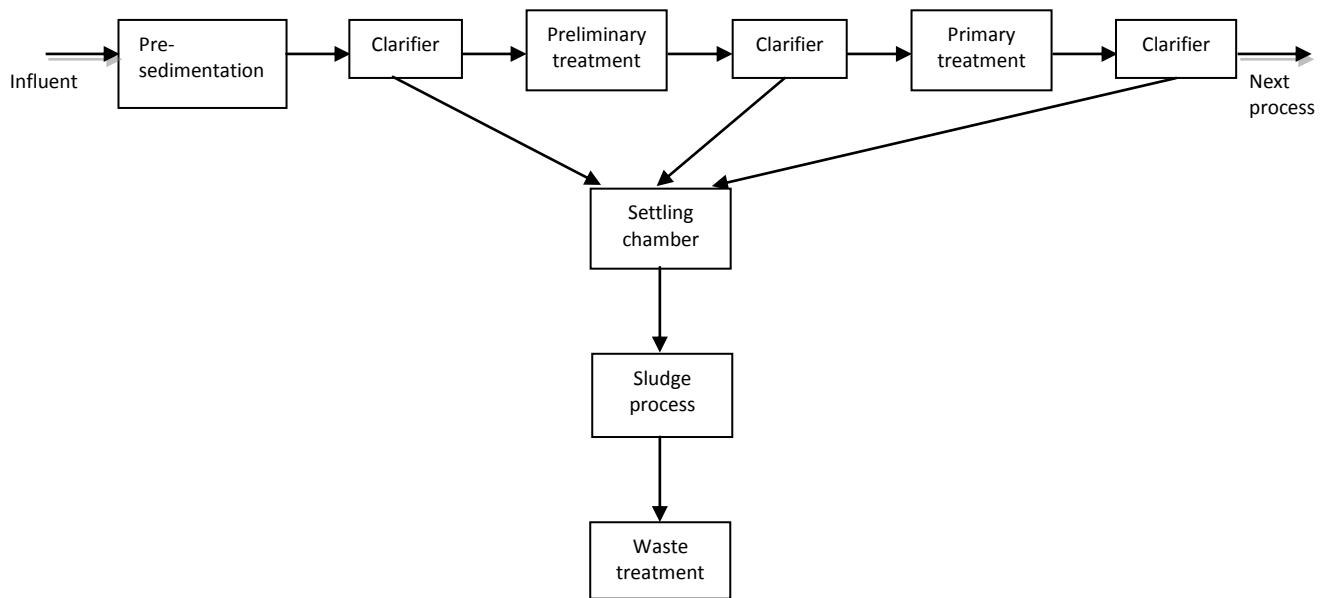 Influent
Pre-
sedimentation
Clarifier
Preliminary
treatment
Clarifier
Primary
treatment
Clarifier
Next
process
Settling
chamber
Sludge
process
Waste
treatment